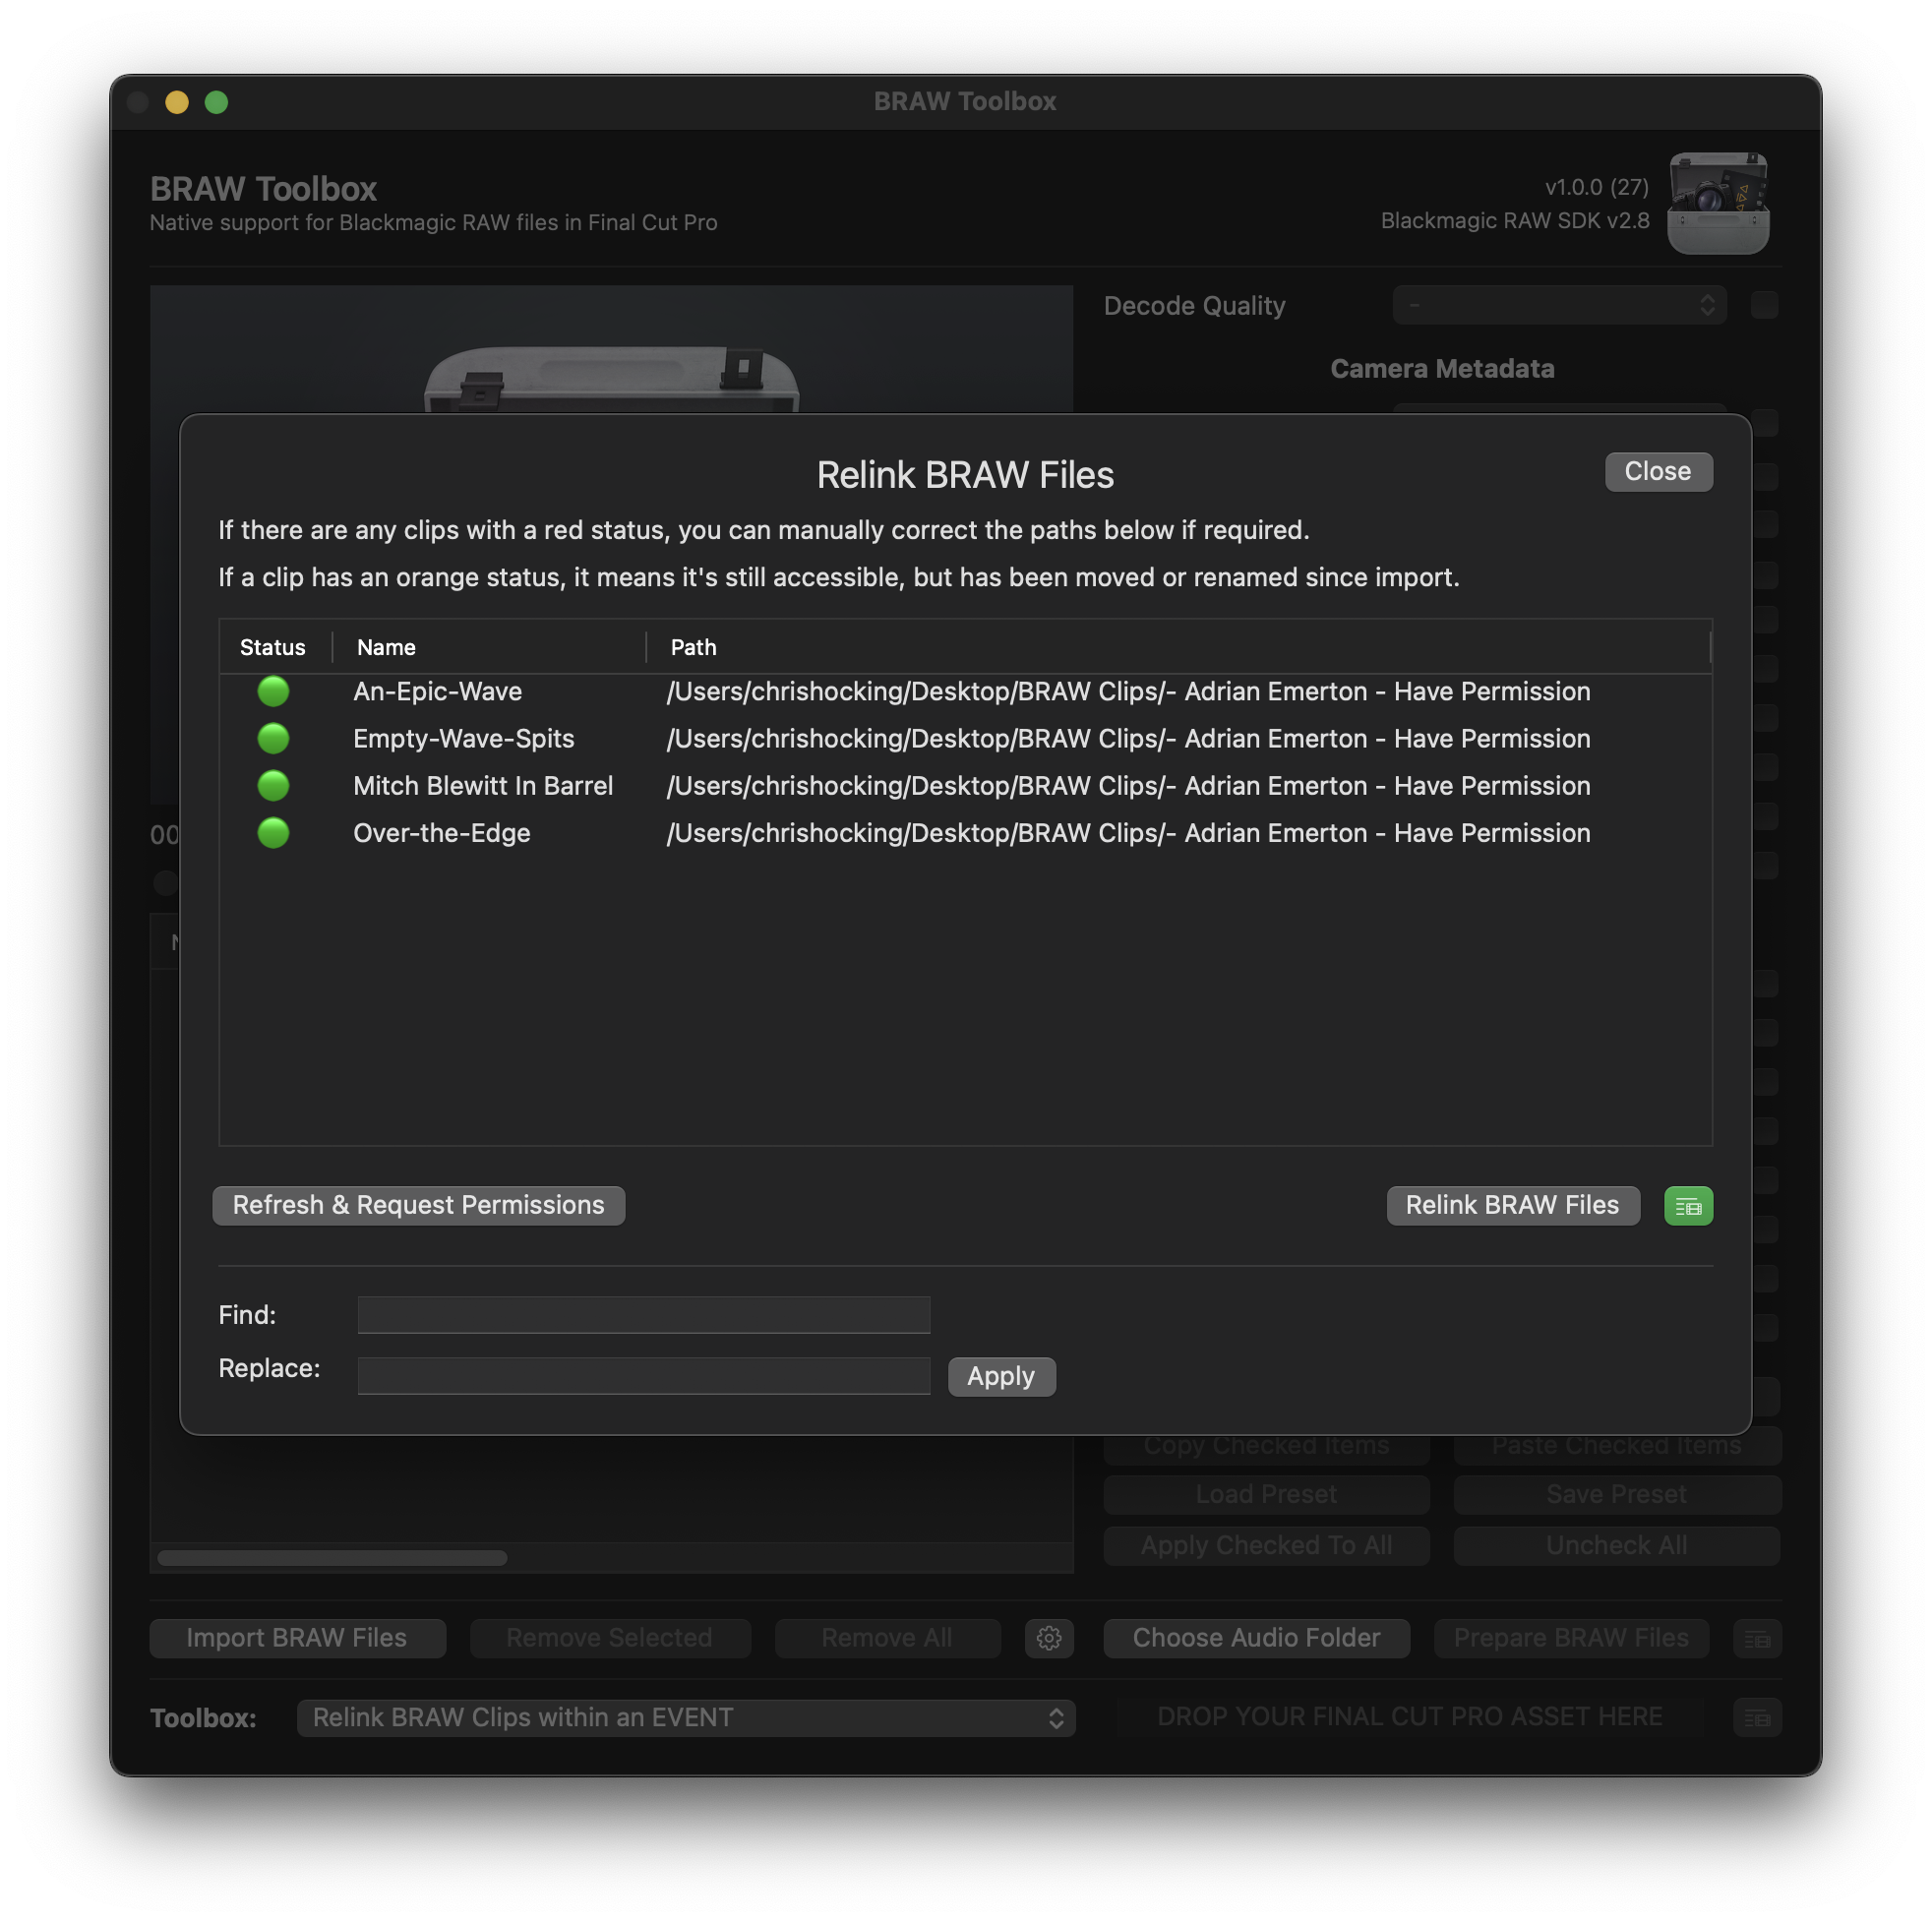 BRAW Toolbox
BRAW Toolbox
Native support for Blackmagic RAW files in Final Cut Pro
v1.0.0 (27)
Blackmagic RAW SDK v2.8
Decode Quality
-
Camera Metadata
Relink BRAW Files
Close
If there are any clips with a red status, you can manually correct the paths below if required.
If a clip has an orange status, it means it's still accessible, but has been moved or renamed since import.
Status Name Path
An-Epic-Wave /Users/chrishocking/Desktop/BRAW Clips/- Adrian Emerton - Have Permission
Empty-Wave-Spits /Users/chrishocking/Desktop/BRAW Clips/- Adrian Emerton - Have Permission
Mitch Blewitt In Barrel /Users/chrishocking/Desktop/BRAW Clips/- Adrian Emerton - Have Permission
Over-the-Edge /Users/chrishocking/Desktop/BRAW Clips/- Adrian Emerton - Have Permission
00
Refresh & Request Permissions Relink BRAW Files
Find:
Replace:
Apply
Copy Checked Items Paste Checked Items
Load Preset Save Preset
Apply Checked To All Uncheck All
Import BRAW Files Remove Selected Remove All Choose Audio Folder Prepare BRAW Files
Toolbox: Relink BRAW Clips within an EVENT DROP YOUR FINAL CUT PRO ASSET HERE